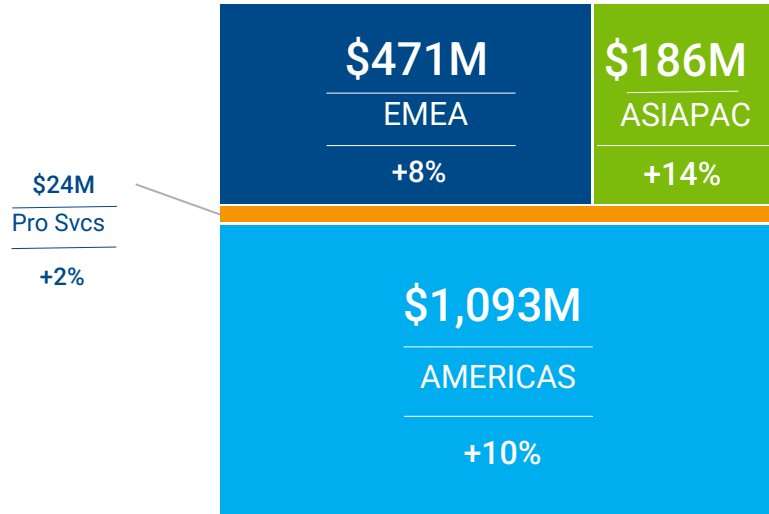 $471M
EMEA
+8%
$186M
ASIAPAC
+14%
$24M
Pro Svcs
+2%
$1,093M
AMERICAS
+10%